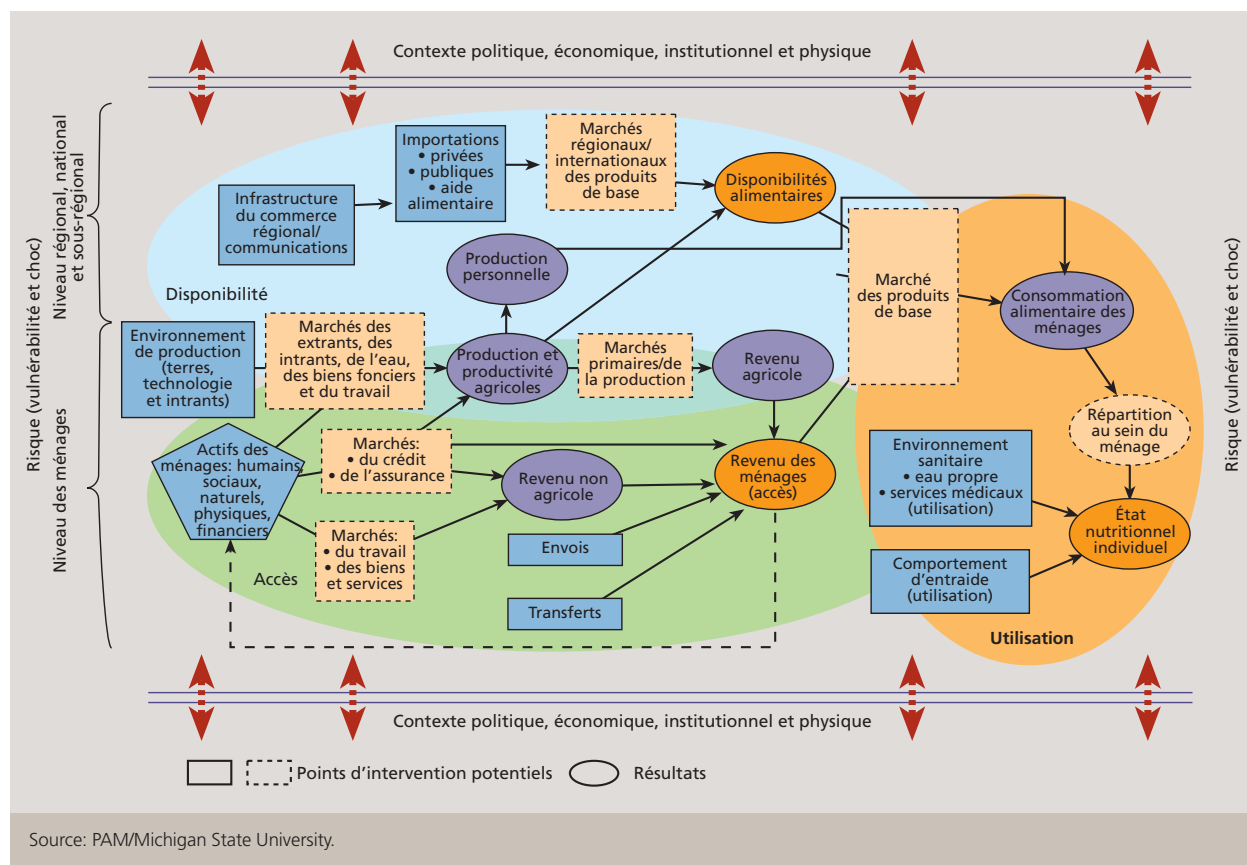 Contexte politique, économique, institutionnel et physique
Risque (vulnérabilité et choc)
Niveau régional, national
et sous-régional
Niveau des ménages
Importations
• privées
• publiques
• aide
alimentaire
Marchés
régionaux/
internationaux
des produits
de base
Disponibilités
alimentaires
Infrastructure
du commerce
régional/
communications
Production
personnelle
Marché
des produits
de base
Consommation
alimentaire des
ménages
Disponibilité
Environnement
de production
(terres,
technologie
et intrants)
Marchés des
extrants, des
intrants, de l'eau,
des biens fonciers
et du travail
Production et
productivité
agricoles
Marchés
primaires/de
la production
Revenu
agricole
Répartition
au sein du
ménage
Actifs des
ménages: humains,
sociaux,
naturels,
physiques,
financiers
Marchés:
• du crédit
• de l'assurance
Revenu non
agricole
Revenu des
ménages
(accès)
Environnement
sanitaire
• eau propre
• services médicaux
(utilisation)
État
nutritionnel
individuel
Marchés:
• du travail
• des biens
et services
Envois
Accès
Transferts
Comportement
d'entraide
(utilisation)
Utilisation
Risque (vulnérabilité et choc)
Contexte politique, économique, institutionnel et physique
Points d'intervention potentiels
Résultats
Source: PAM/Michigan State University.